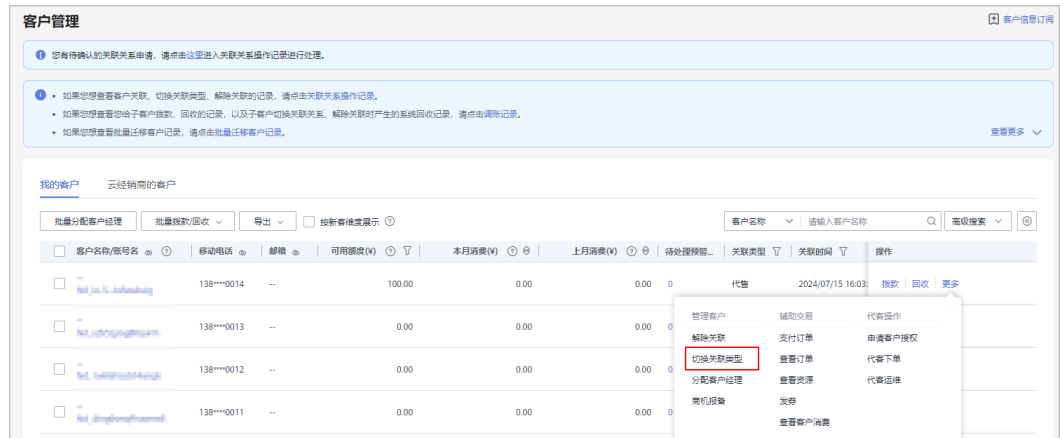 客户管理
客户信息订阅
您有待确认的关联关系申请，请点击这里进入关联关系操作记录进行处理。
• 如果您想查看客户关联、切换关联类型、解除关联的记录，请点击关联关系操作记录。
• 如果您想查看您给子客户拨款、回收的记录，以及子客户切换关联关系、解除关联时产生的系统回收记录，请点击调账记录。
• 如果您想查看批量迁移客户记录，请点击批量迁移客户记录。
查看更多
我的客户 云经销商的客户
批量分配客户经理 批量拨款/回收 导出 按新客维度展示 客户名称 请输入客户名称 高级搜索
客户名称/账号名 移动电话 邮箱 可用额度(¥) 本月消费(¥) 上月消费(¥) 待处理预警... 关联类型 关联时间 操作
--
138****0014 -- 100.00 0.00 0.00 0 代售 2024/07/15 16:03: 拨款 回收 更多
--
138****0013 -- 0.00 0.00 0.00 0
--
138****0012 -- 0.00 0.00 0.00 0
--
138****0011 -- 0.00 0.00 0.00 0
管理客户 辅助交易 代客操作
解除关联 支付订单 申请客户授权
切换关联类型 查看订单 代客下单
分配客户经理 查看资源 代客运维
商机报备 发券
查看客户消费